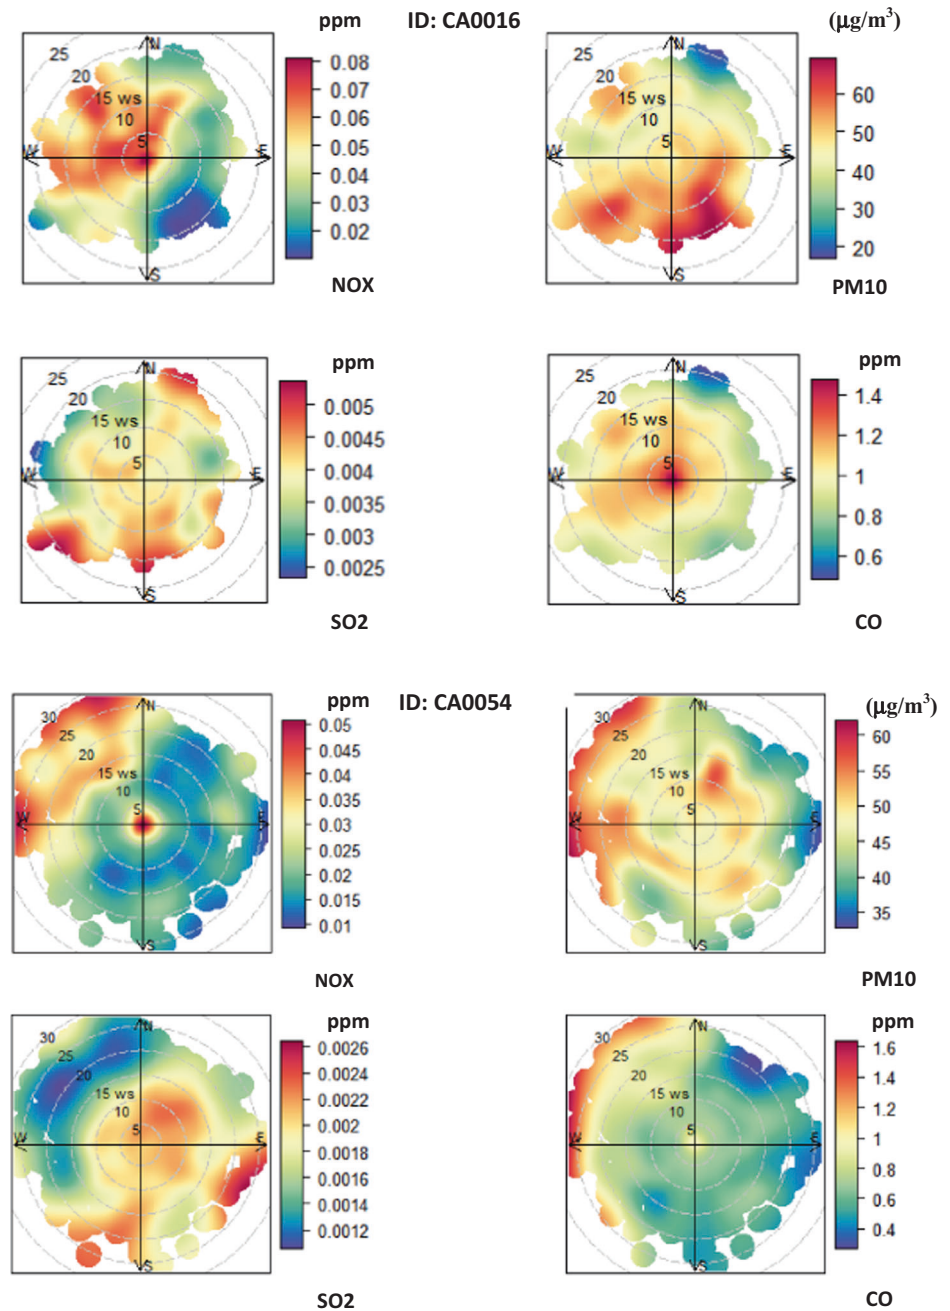 ppm ID: CA0016 (µg/m³)
N
25
20
15 ws
10
5
W E
S
0.08
0.07
0.06
0.05
0.04
0.03
0.02
NOX
N
25
20
15 ws
10
5
W E
S
60
50
40
30
20
PM10
ppm
N
25
20
15 ws
10
5
W E
S
0.005
0.0045
0.004
0.0035
0.003
0.0025
SO2
ppm
N
25
20
15 ws
10
5
W E
S
1.4
1.2
1
0.8
0.6
CO
ppm ID: CA0054 (µg/m³)
N
30
25
20
15 ws
10
5
W E
S
0.05
0.045
0.04
0.035
0.03
0.025
0.02
0.015
0.01
NOX
N
30
25
20
15 ws
10
5
W E
S
60
55
50
45
40
35
PM10
ppm
N
30
25
20
15 ws
10
5
W E
S
0.0026
0.0024
0.0022
0.002
0.0018
0.0016
0.0014
0.0012
SO2
ppm
N
30
25
20
15 ws
10
5
W E
S
1.6
1.4
1.2
1
0.8
0.6
0.4
CO